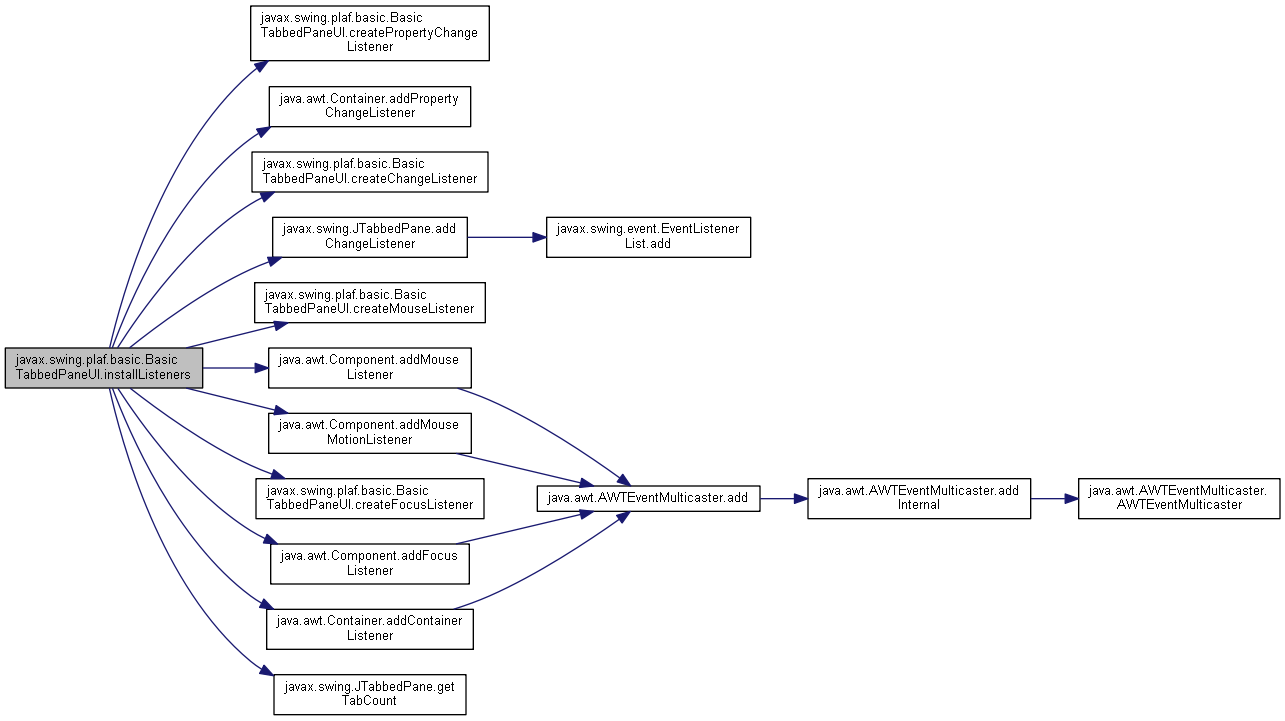 javax.swing.plaf.basic.Basic
TabbedPaneUI.createPropertyChange
Listener
java.awt.Container.addProperty
ChangeListener
javax.swing.plaf.basic.Basic
TabbedPaneUI.createChangeListener
javax.swing.JTabbedPane.add
ChangeListener
javax.swing.event.EventListener
List.add
javax.swing.plaf.basic.Basic
TabbedPaneUI.createMouseListener
javax.swing.plaf.basic.Basic
TabbedPaneUI.installListeners
java.awt.Component.addMouse
Listener
java.awt.Component.addMouse
MotionListener
javax.swing.plaf.basic.Basic
TabbedPaneUI.createFocusListener
java.awt.AWTEventMulticaster.add
java.awt.AWTEventMulticaster.add
Internal
java.awt.AWTEventMulticaster.
AWTEventMulticaster
java.awt.Component.addFocus
Listener
java.awt.Container.addContainer
Listener
javax.swing.JTabbedPane.get
TabCount